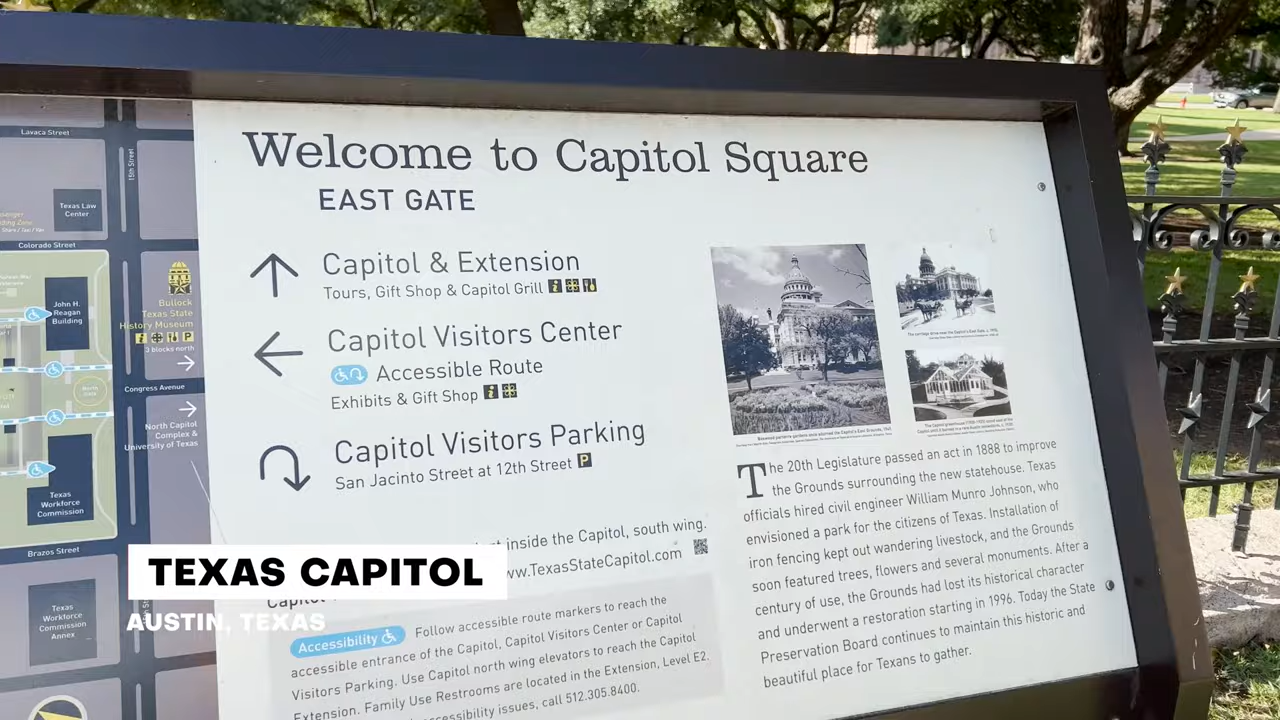 Welcome to Capitol Square
EAST GATE
Capitol & Extension
Tours, Gift Shop & Capitol Grill
Capitol Visitors Center
Accessible Route
Exhibits & Gift Shop
Capitol Visitors Parking
San Jacinto Street at 12th Street P
inside the Capitol, south wing.
www.TexasStateCapitol.com
Accessibility Follow accessible route markers to reach the
accessible entrance of the Capitol, Capitol Visitors Center or Capitol
Visitors Parking. Use Capitol north wing elevators to reach the Capitol
Extension. Family Use Restrooms are located in the Extension, Level E2.
accessibility issues, call 512.305.8400.
The 20th Legislature passed an act in 1888 to improve
the Grounds surrounding the new statehouse. Texas
officials hired civil engineer William Munro Johnson, who
envisioned a park for the citizens of Texas. Installation of
iron fencing kept out wandering livestock, and the Grounds
soon featured trees, flowers and several monuments. After a
century of use, the Grounds had lost its historical character
and underwent a restoration starting in 1996. Today the State
Preservation Board continues to maintain this historic and
beautiful place for Texans to gather.
Lavaca Street
15th Street
Texas Law
Center
Colorado Street
John H.
Reagan
Building
Bullock
Texas State
History Museum
P
3 blocks north
Congress Avenue
North Capitol
Complex &
University of Texas
Texas
Workforce
Commission
Brazos Street
Texas
Workforce
Commission
Annex
TEXAS CAPITOL
AUSTIN, TEXAS